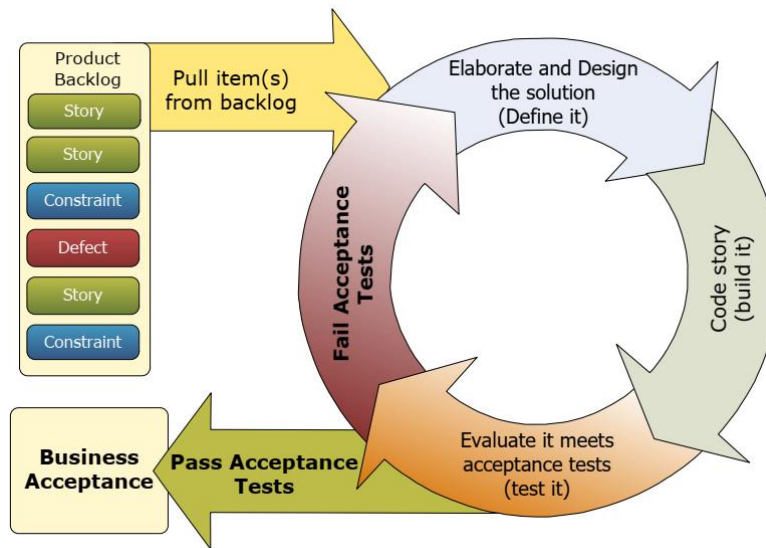 Product
Backlog
Story
Story
Constraint
Defect
Story
Constraint
Pull item(s)
from backlog
Elaborate and Design
the solution
(Define it)
Code story
(build it)
Evaluate it meets
acceptance tests
(test it)
Fail Acceptance
Tests
Pass Acceptance
Tests
Business
Acceptance